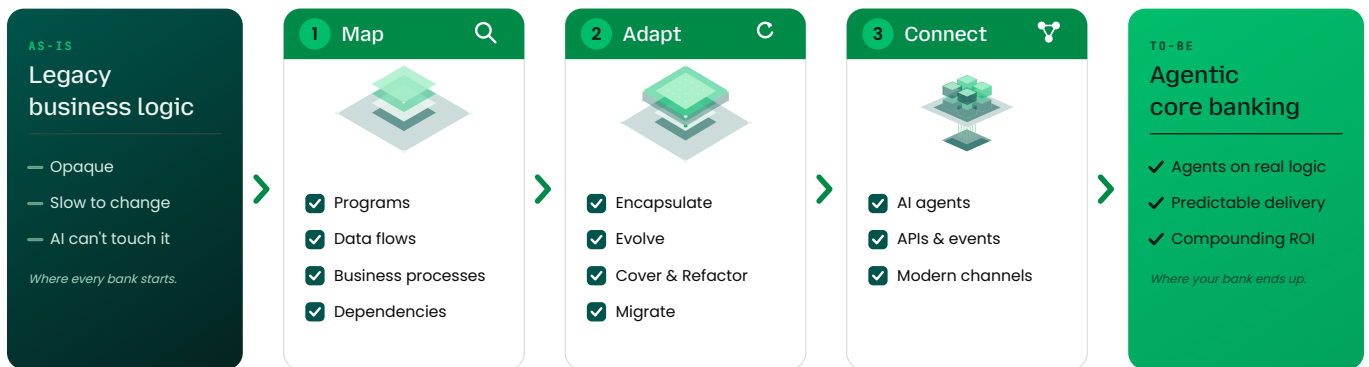 AS-IS
Legacy
business logic
Opaque
Slow to change
AI can't touch it
Where every bank starts.
1 Map
Programs
Data flows
Business processes
Dependencies
2 Adapt
Encapsulate
Evolve
Cover & Refactor
Migrate
3 Connect
AI agents
APIs & events
Modern channels
TO-BE
Agentic
core banking
Agents on real logic
Predictable delivery
Compounding ROI
Where your bank ends up.